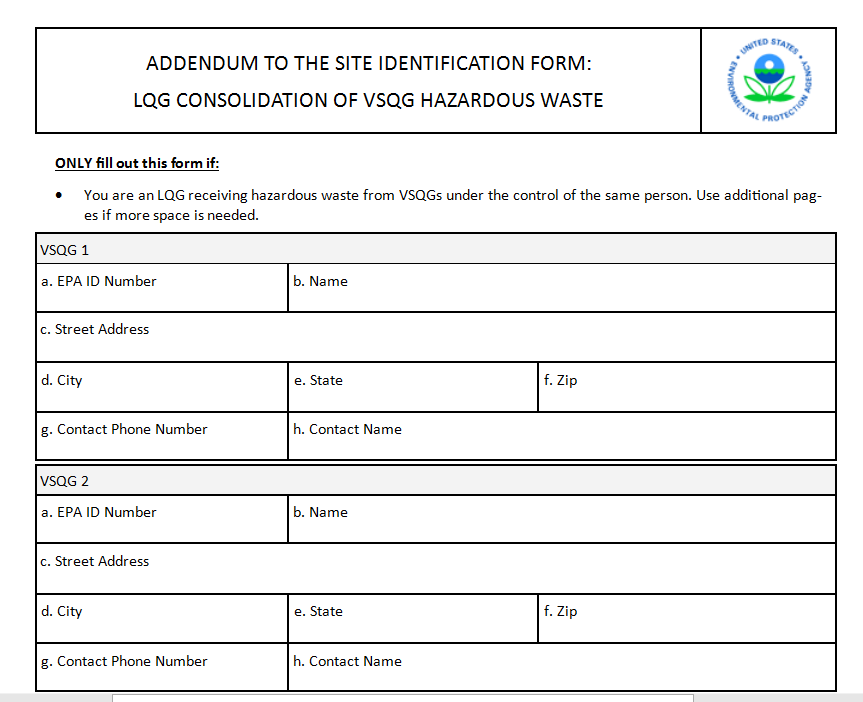 ADDENDUM TO THE SITE IDENTIFICATION FORM:
LQG CONSOLIDATION OF VSQG HAZARDOUS WASTE
UNITED STATES
ENVIRONMENTAL PROTECTION AGENCY
ONLY fill out this form if:
• You are an LQG receiving hazardous waste from VSQGs under the control of the same person. Use additional pag-
es if more space is needed.
VSQG 1
a. EPA ID Number
b. Name
c. Street Address
d. City
e. State
f. Zip
g. Contact Phone Number
h. Contact Name
VSQG 2
a. EPA ID Number
b. Name
c. Street Address
d. City
e. State
f. Zip
g. Contact Phone Number
h. Contact Name